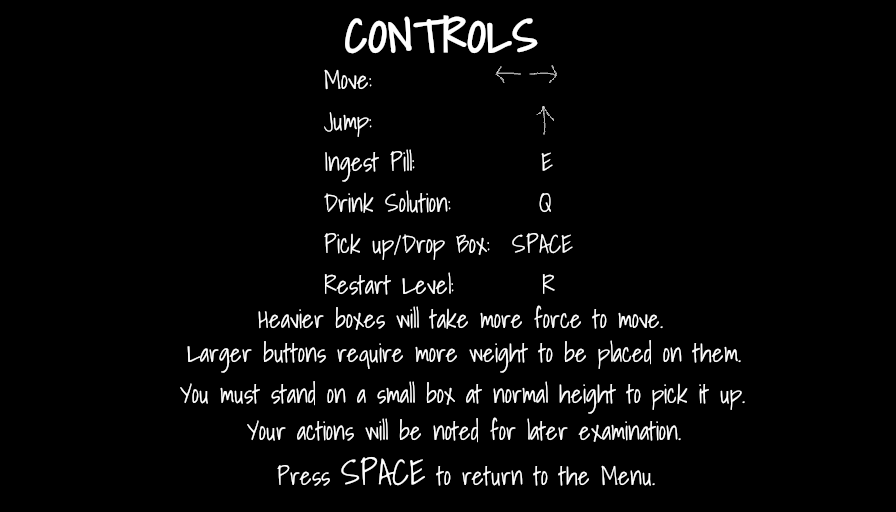 CONTROLS
Move: ← →
Jump: ↑
Ingest Pill: E
Drink Solution: Q
Pick up/Drop Box: SPACE
Restart Level: R
Heavier boxes will take more force to move.
Larger buttons require more weight to be placed on them.
You must stand on a small box at normal height to pick it up.
Your actions will be noted for later examination.
Press SPACE to return to the Menu.